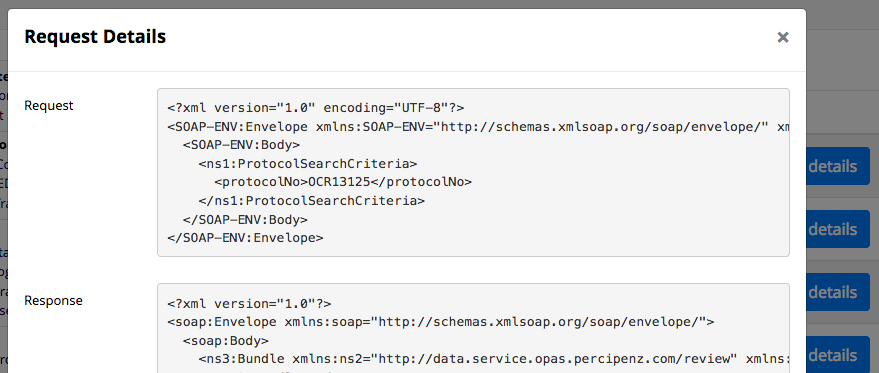 Request Details
×
Request
<?xml version="1.0" encoding="UTF-8"?>
<SOAP-ENV:Envelope xmlns:SOAP-ENV="http://schemas.xmlsoap.org/soap/envelope/"
<SOAP-ENV:Body>
<ns1:ProtocolSearchCriteria>
<protocolNo>OCR13125</protocolNo>
</ns1:ProtocolSearchCriteria>
</SOAP-ENV:Body>
</SOAP-ENV:Envelope>
details
details
details
details
Response
<?xml version="1.0"?>
<soap:Envelope xmlns:soap="http://schemas.xmlsoap.org/soap/envelope/">
<soap:Body>
<ns3:Bundle xmlns:ns2="http://data.service.opas.percipenz.com/review" xmlns: